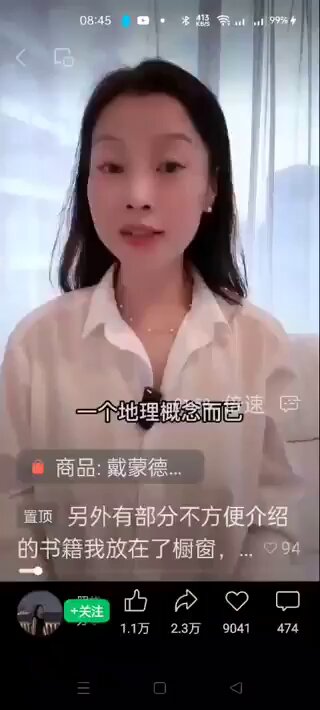 08:45
413
KB/S
99%
一个地理概念而已
倍速
商品: 戴蒙德...
置顶 另外有部分不方便介绍
的书籍我放在了橱窗，... 94
+关注
1.1万
2.3万
9041
474